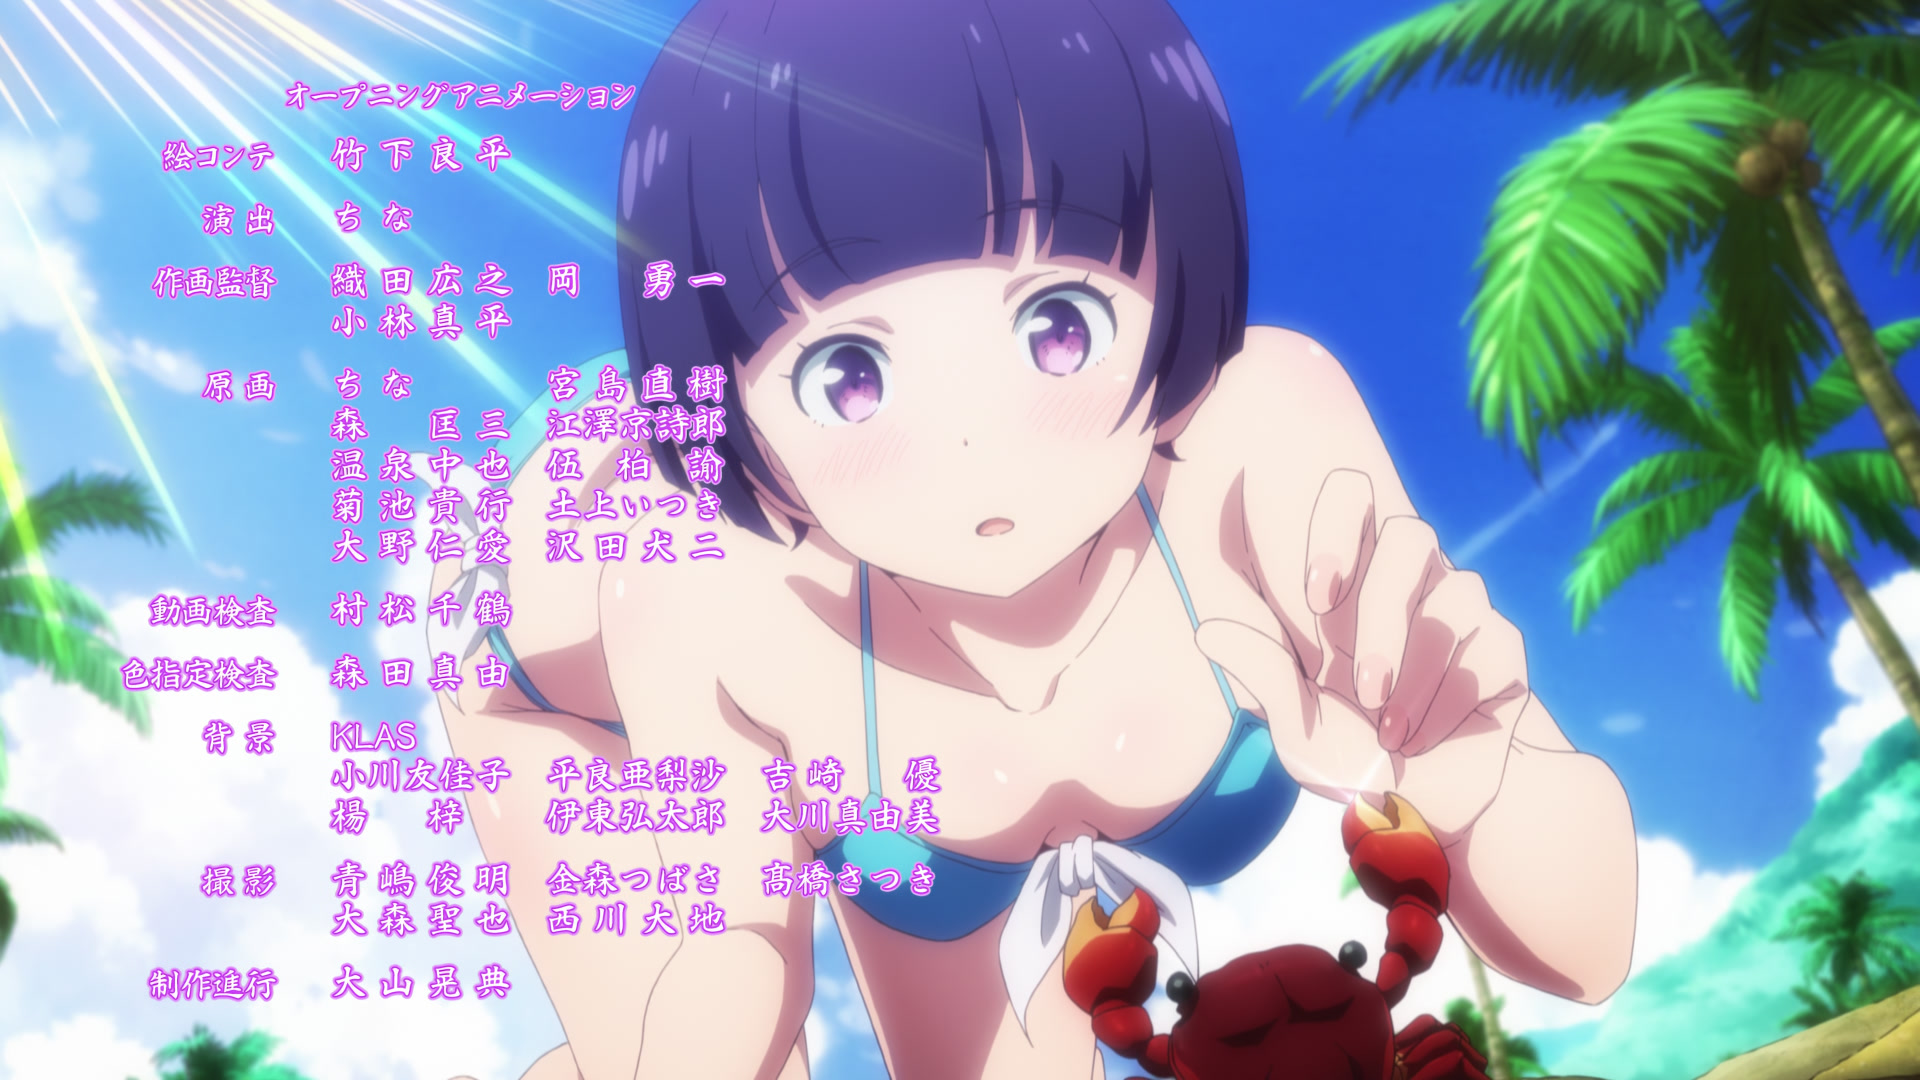 オープニングアニメーション
絵コンテ 竹下良平
演出 ちな
作画監督 織田広之 岡勇一
小林真平
原画 ちな 宮島直樹
森匡三 江澤京詩郎
温泉中也 伍柏諭
菊池貴行 土上いつき
大野仁愛 沢田犬二
動画検査 村松千鶴
色指定検査 森田真由
背景 KLAS
小川友佳子 平良亜梨沙 吉崎優
楊梓 伊東弘太郎 大川真由美
撮影 青嶋俊明 金森つばさ 髙橋さつき
大森聖也 西川大地
制作進行 大山晃典